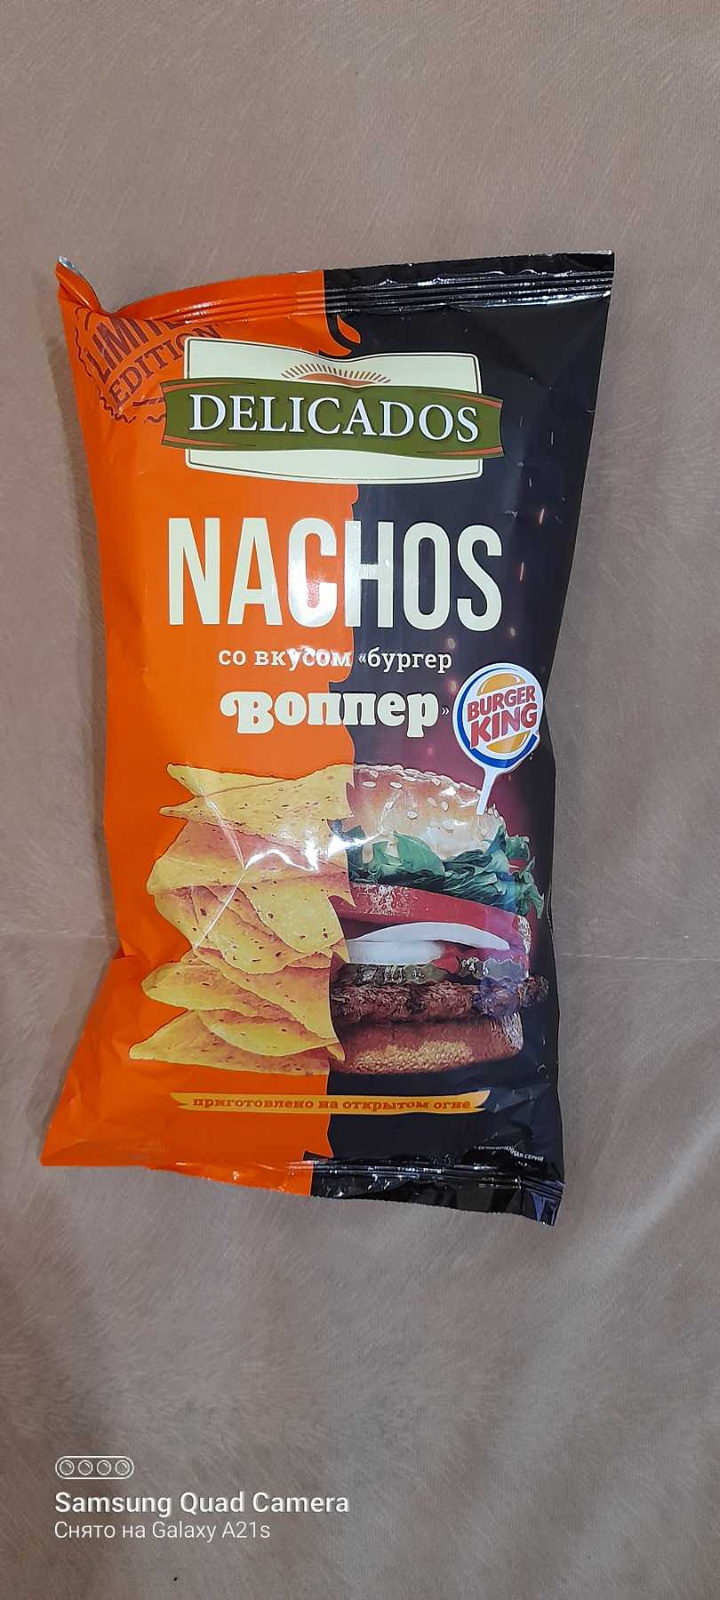 LIMITED
EDITION
DELICADOS
NACHOS
со вкусом «бургер
Воппер»
BURGER
KING
приготовлено на открытом огне
Samsung Quad Camera
Снято на Galaxy A21s